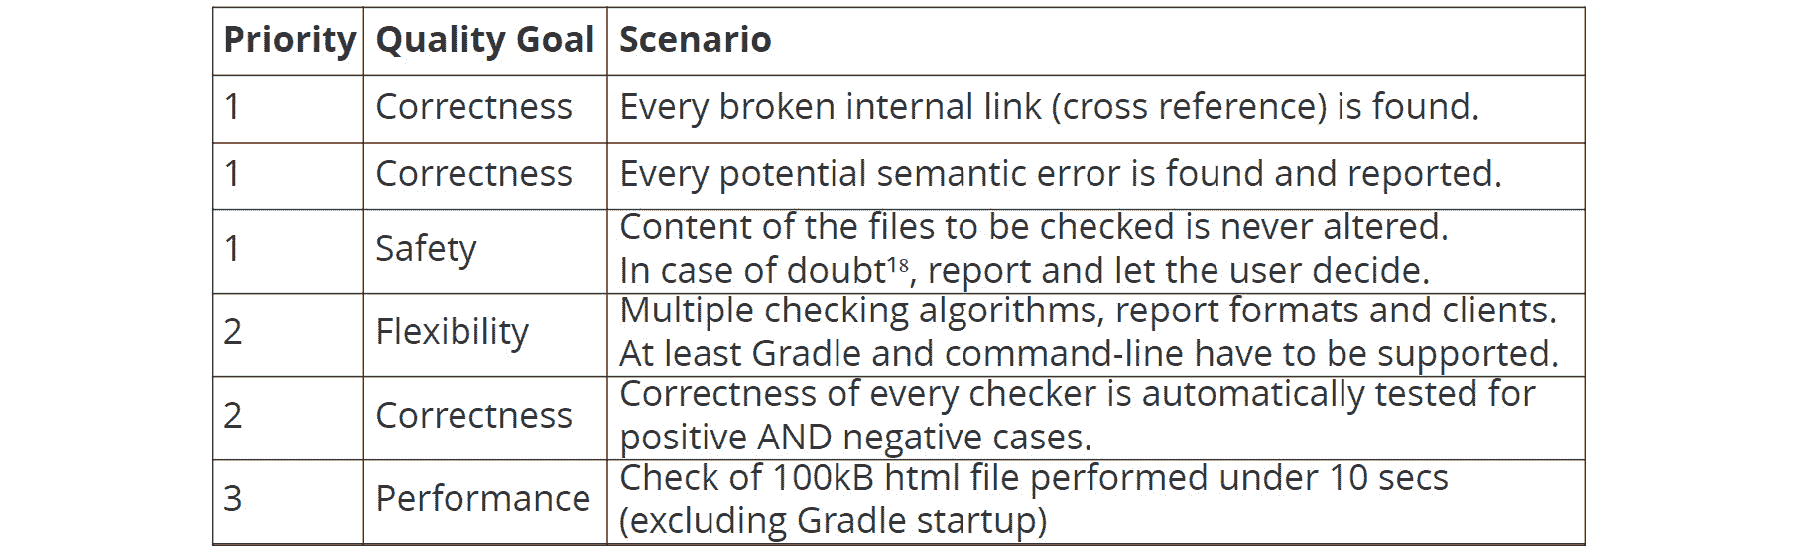 Priority Quality Goal Scenario
1 Correctness Every broken internal link (cross reference) is found.
1 Correctness Every potential semantic error is found and reported.
1 Safety Content of the files to be checked is never altered.
In case of doubt¹⁸, report and let the user decide.
2 Flexibility Multiple checking algorithms, report formats and clients.
At least Gradle and command-line have to be supported.
2 Correctness Correctness of every checker is automatically tested for
positive AND negative cases.
3 Performance Check of 100kB html file performed under 10 secs
(excluding Gradle startup)